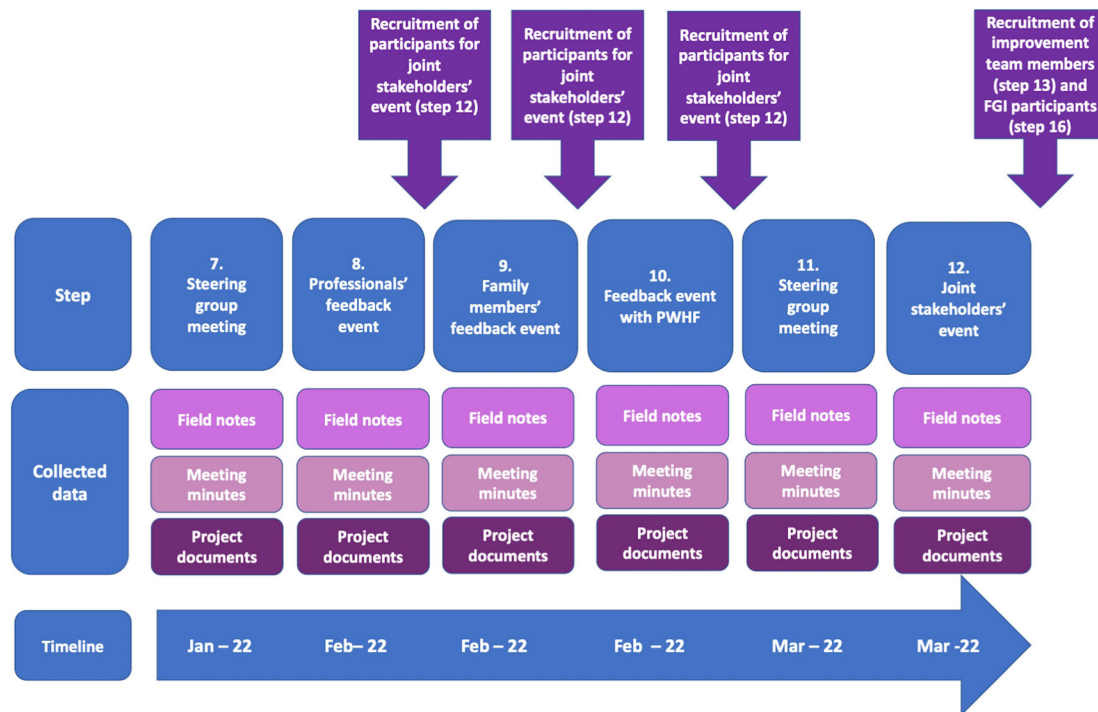 Recruitment of
participants for
joint
stakeholders'
event (step 12)
Recruitment of
participants for
joint
stakeholders'
event (step 12)
Recruitment of
participants for
joint
stakeholders'
event (step 12)
Recruitment of
improvement
team members
(step 13) and
FGI participants
(step 16)
Step
7.
Steering
group
meeting
8.
Professionals'
feedback
event
9.
Family
members'
feedback event
10.
Feedback event
with PWHF
11.
Steering
group
meeting
12.
Joint
stakeholders'
event
Collected
data
Field notes
Field notes
Field notes
Field notes
Field notes
Field notes
Meeting
minutes
Meeting
minutes
Meeting
minutes
Meeting
minutes
Meeting
minutes
Meeting
minutes
Project
documents
Project
documents
Project
documents
Project
documents
Project
documents
Project
documents
Timeline
Jan – 22
Feb– 22
Feb – 22
Feb – 22
Mar – 22
Mar -22